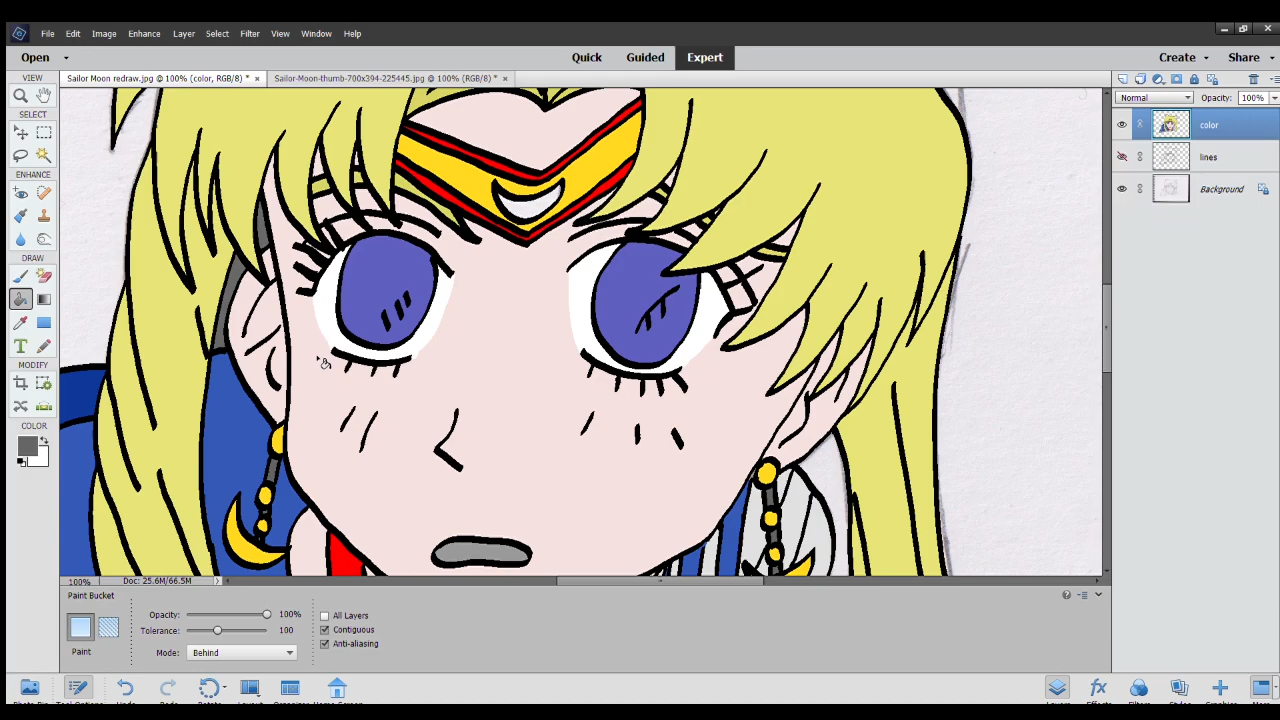 File Edit Image Enhance Layer Select Filter View Window Help
Open Quick Guided Expert Create Share
VIEW Sailor Moon redraw.jpg @ 100% (color, RGB/8) * × Sailor-Moon-thumb-700x394-225445.jpg @ 100% (RGB/8) * ×
Normal Opacity: 100%
SELECT
color
lines
ENHANCE
Background
DRAW
T
MODIFY
COLOR
100% Doc: 25.6M/66.5M
Paint Bucket
Opacity: 100% All Layers
Tolerance: 100 Contiguous
Anti-aliasing
Paint Mode: Behind